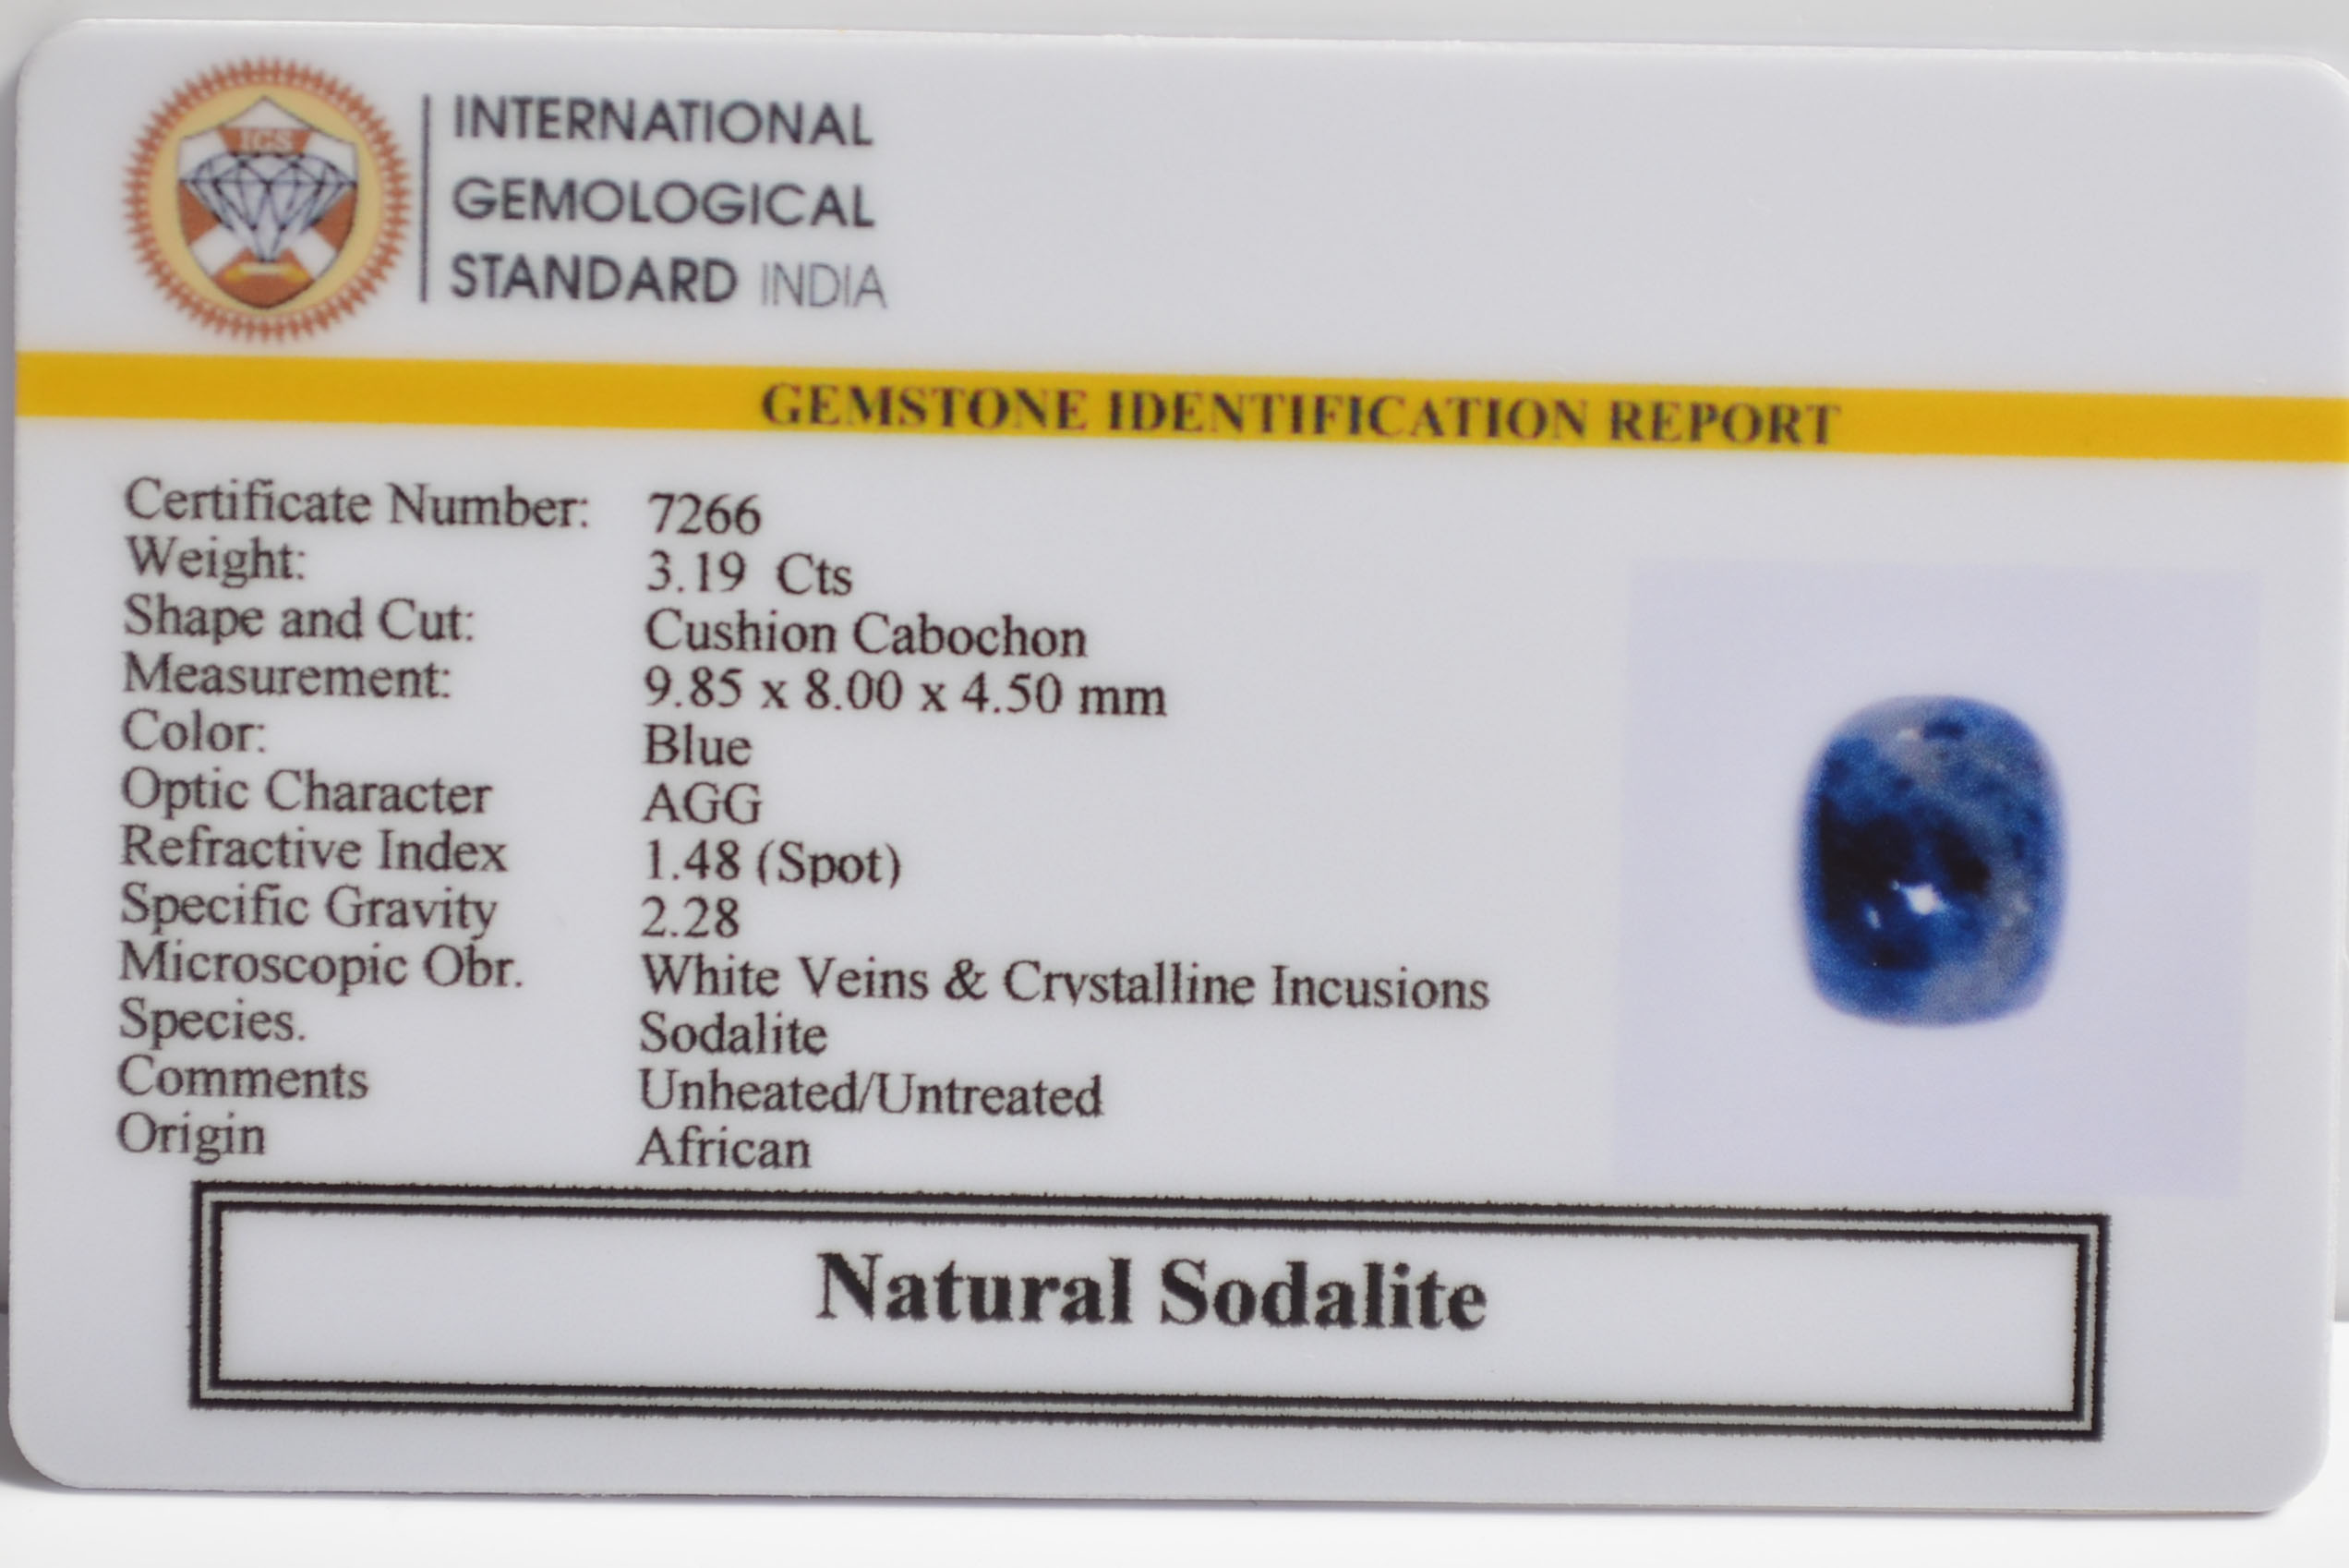 IGS
INTERNATIONAL
GEMOLOGICAL
STANDARD INDIA
GEMSTONE IDENTIFICATION REPORT
Certificate Number: 7266
Weight: 3.19 Cts
Shape and Cut: Cushion Cabochon
Measurement: 9.85 x 8.00 x 4.50 mm
Color: Blue
Optic Character AGG
Refractive Index 1.48 (Spot)
Specific Gravity 2.28
Microscopic Obr. White Veins & Crystalline Incusions
Species. Sodalite
Comments Unheated/Untreated
Origin African
Natural Sodalite